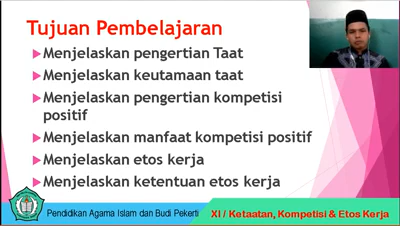 Tujuan Pembelajaran
Menjelaskan pengertian Taat
Menjelaskan keutamaan taat
Menjelaskan pengertian kompetisi
positif
Menjelaskan manfaat kompetisi positif
Menjelaskan etos kerja
Menjelaskan ketentuan etos kerja
Pendidikan Agama Islam dan Budi Pekerti
XI / Ketaatan, Kompetisi & Etos Kerja